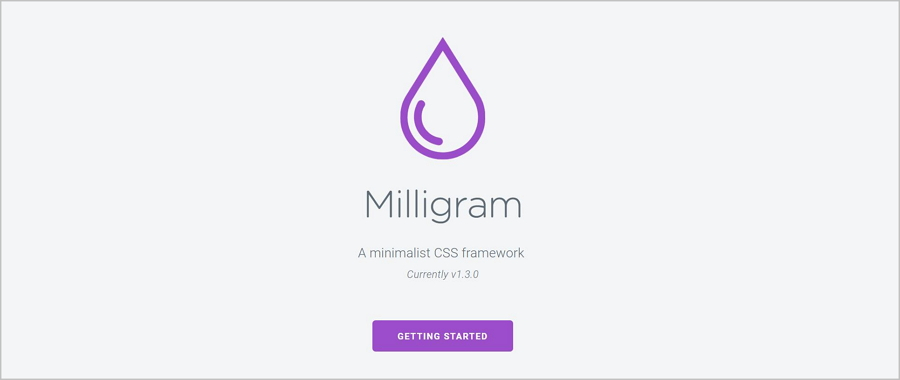 Milligram
A minimalist CSS framework
Currently v1.3.0
GETTING STARTED